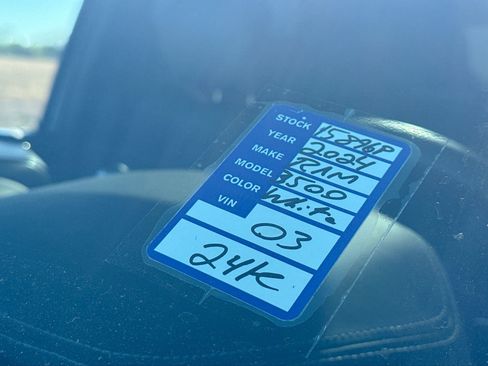 STOCK 15896P
YEAR 2024
MAKE RAM
MODEL 3500
COLOR White
VIN
03
24K